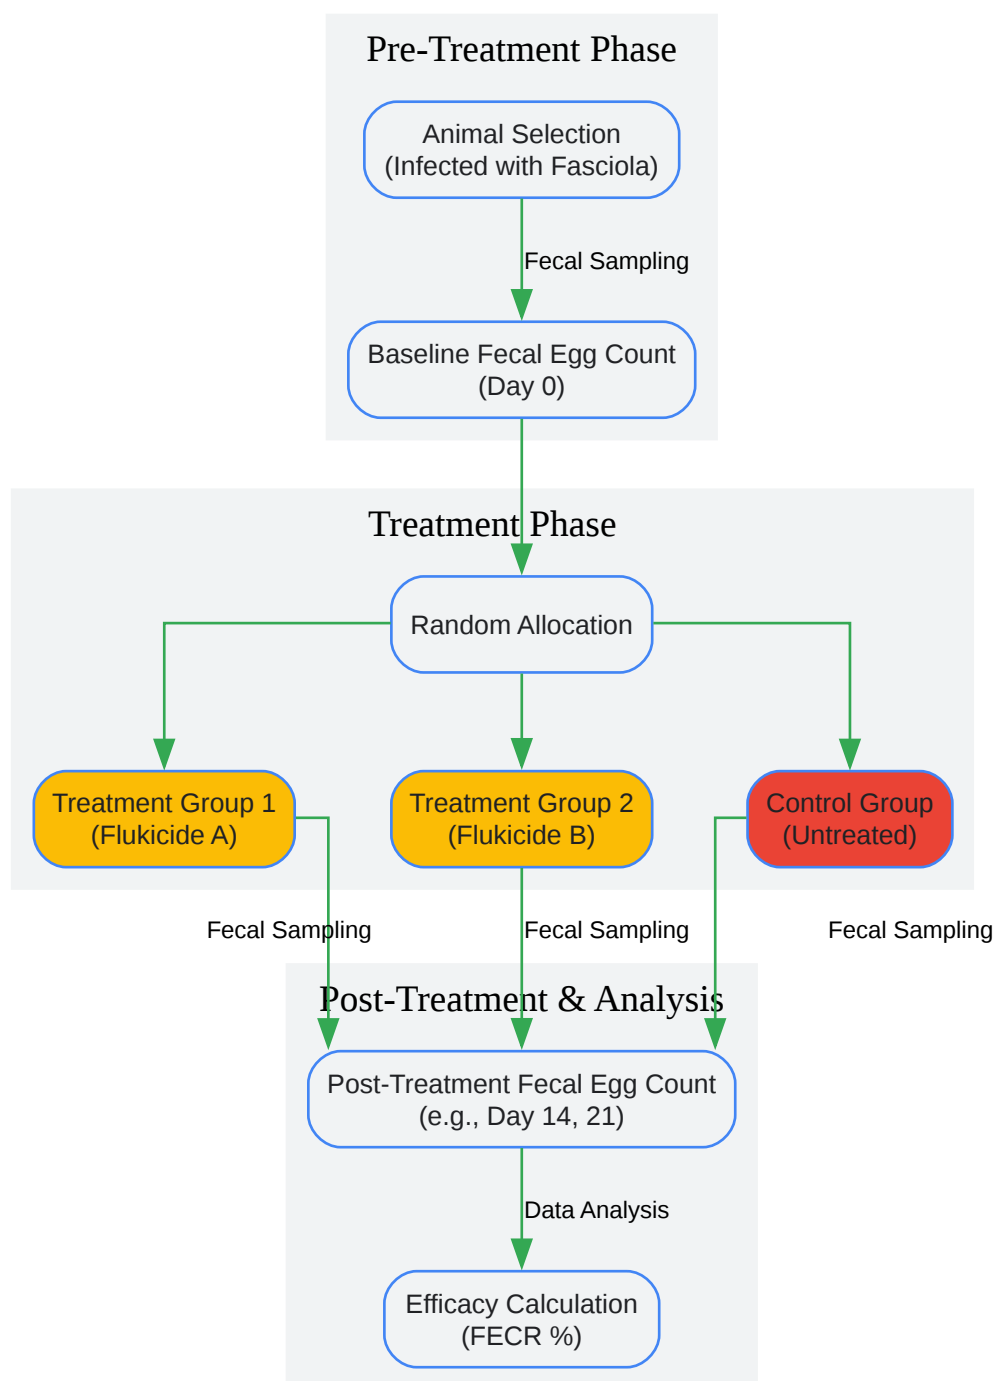 Pre-Treatment Phase
Animal Selection
(Infected with Fasciola)
Fecal Sampling
Baseline Fecal Egg Count
(Day 0)
Treatment Phase
Random Allocation
Treatment Group 1
(Flukicide A)
Treatment Group 2
(Flukicide B)
Control Group
(Untreated)
Fecal Sampling
Fecal Sampling
Fecal Sampling
Post-Treatment & Analysis
Post-Treatment Fecal Egg Count
(e.g., Day 14, 21)
Data Analysis
Efficacy Calculation
(FECR %)